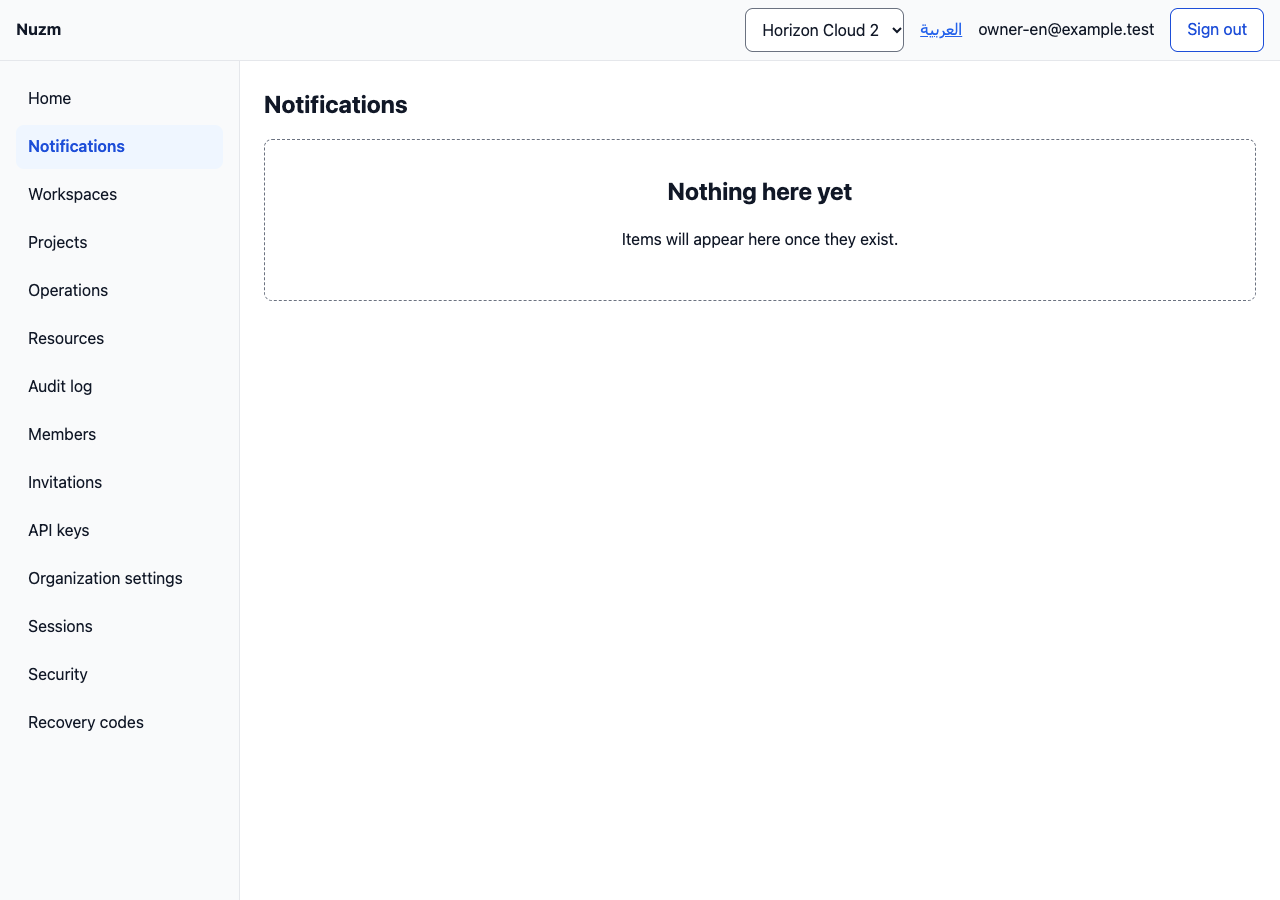 Nuzm
Horizon Cloud 2
العربية
owner-en@example.test
Sign out
Home
Notifications
Workspaces
Projects
Operations
Resources
Audit log
Members
Invitations
API keys
Organization settings
Sessions
Security
Recovery codes
Notifications
Nothing here yet
Items will appear here once they exist.